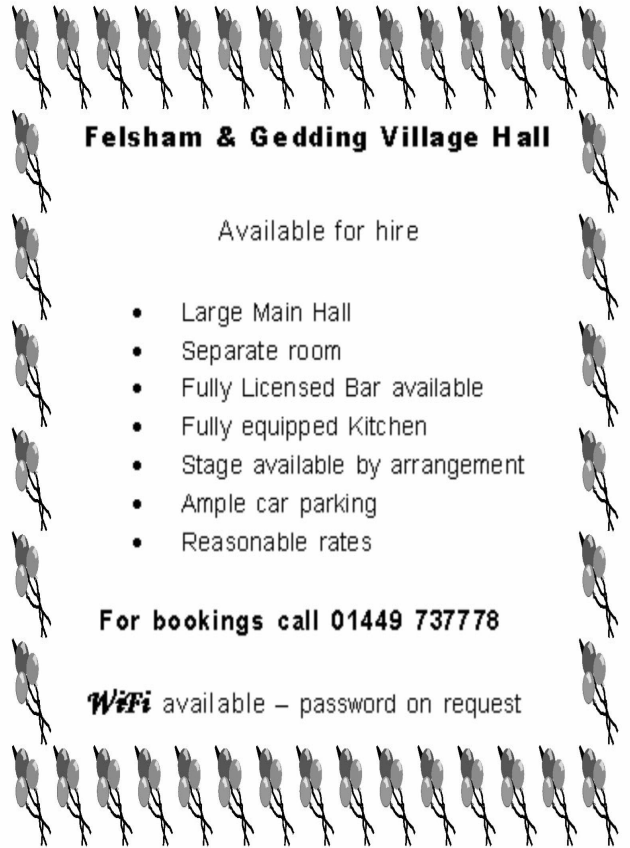 Felsham & Gedding Village Hall
Available for hire
• Large Main Hall
• Separate room
• Fully Licensed Bar available
• Fully equipped Kitchen
• Stage available by arrangement
• Ample car parking
• Reasonable rates
For bookings call 01449 737778
WiFi available – password on request